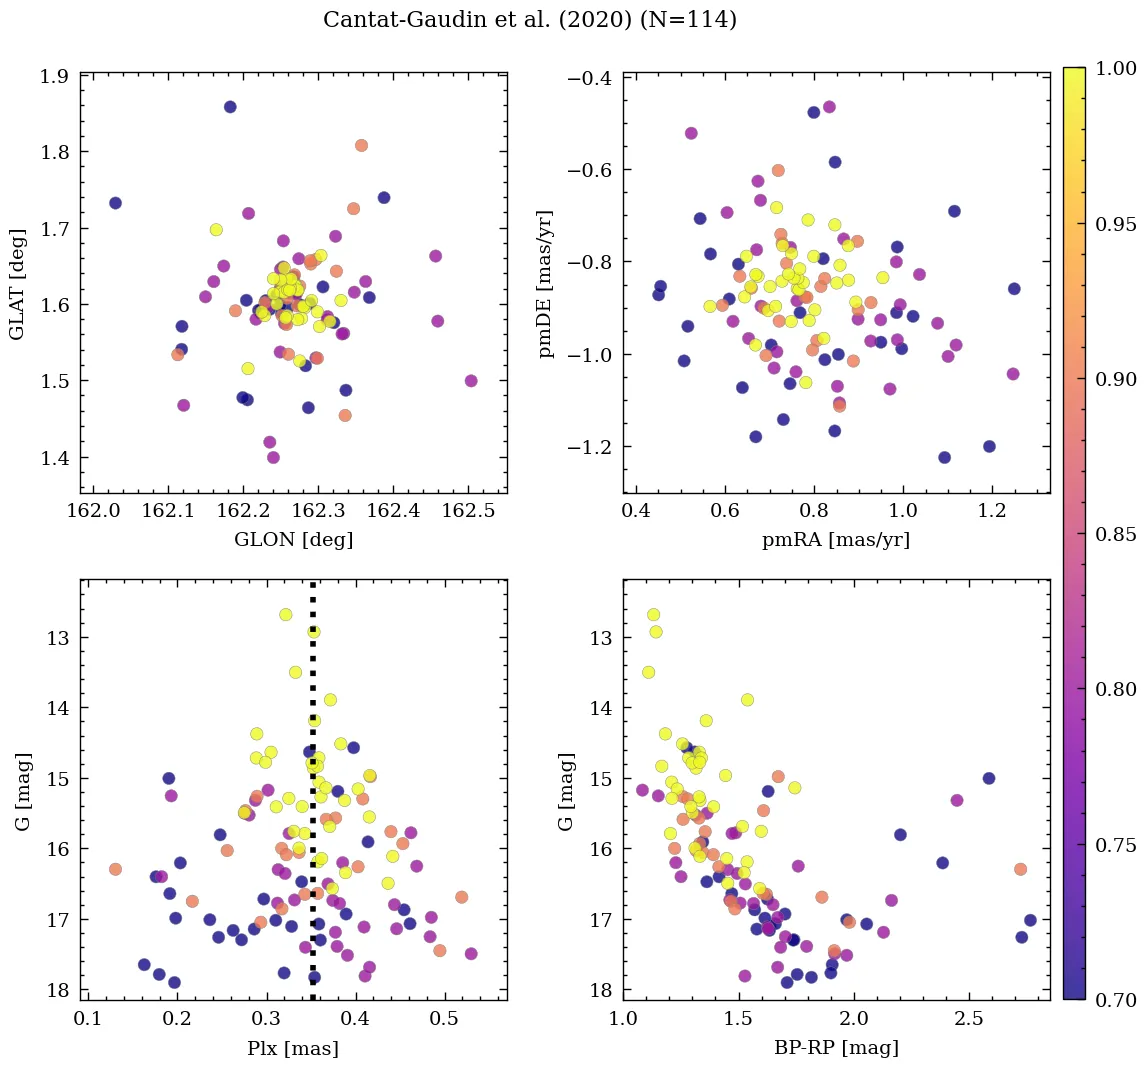 Cantat-Gaudin et al. (2020) (N=114)
1.9
1.8
1.7
1.6
1.5
1.4
GLAT [deg]
162.0 162.1 162.2 162.3 162.4 162.5
GLON [deg]
−0.4
−0.6
−0.8
−1.0
−1.2
pmDE [mas/yr]
0.4 0.6 0.8 1.0 1.2
pmRA [mas/yr]
13
14
15
16
17
18
G [mag]
0.1 0.2 0.3 0.4 0.5
Plx [mas]
13
14
15
16
17
18
G [mag]
1.0 1.5 2.0 2.5
BP-RP [mag]
1.00
0.95
0.90
0.85
0.80
0.75
0.70